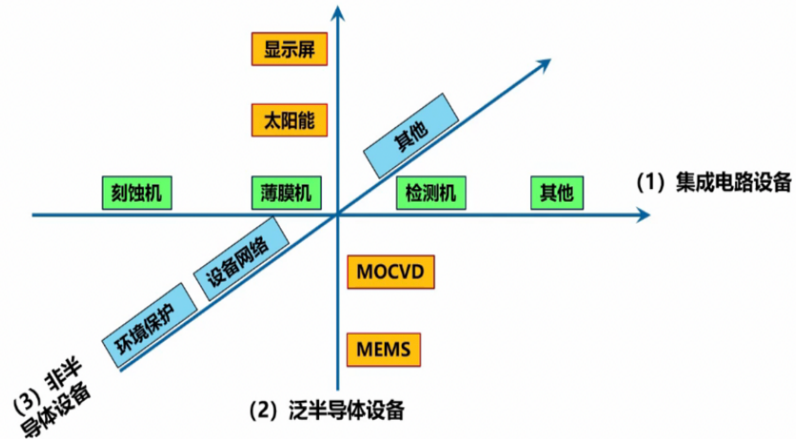 显示屏
太阳能
其他
刻蚀机
薄膜机
检测机
其他
(1) 集成电路设备
设备网络
MOCVD
环境保护
MEMS
(3) 非半
导体设备
(2) 泛半导体设备